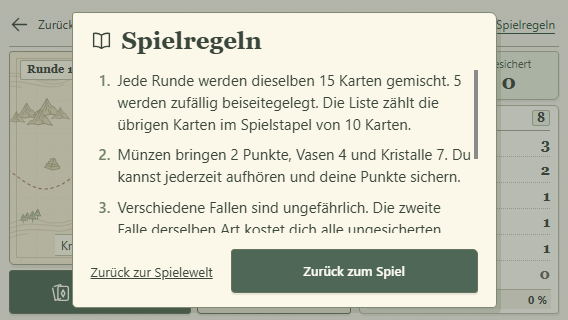 Zurück
Spielregeln
Runde 1
esichert
0
8
3
2
1
1
1
0
0 %
Kr
Spielregeln
1. Jede Runde werden dieselben 15 Karten gemischt. 5
werden zufällig beiseitegelegt. Die Liste zählt die
übrigen Karten im Spielstapel von 10 Karten.
2. Münzen bringen 2 Punkte, Vasen 4 und Kristalle 7. Du
kannst jederzeit aufhören und deine Punkte sichern.
3. Verschiedene Fallen sind ungefährlich. Die zweite
Falle derselben Art kostet dich alle ungesicherten
Zurück zur Spielewelt
Zurück zum Spiel